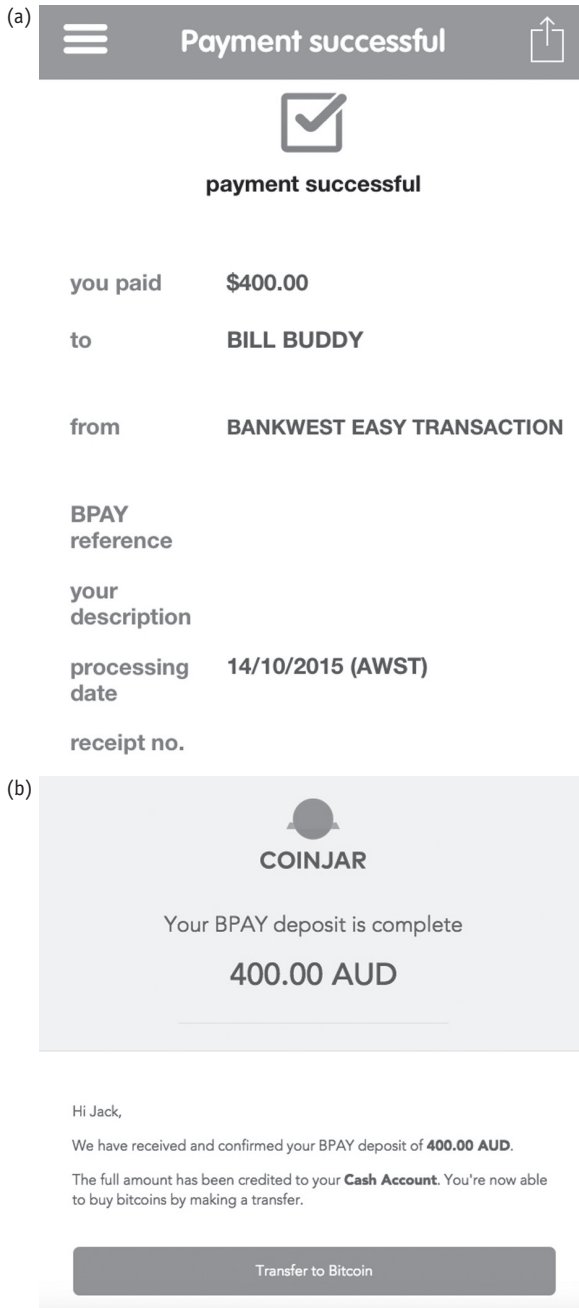 (a)
Payment successful
payment successful
you paid $400.00
to BILL BUDDY
from BANKWEST EASY TRANSACTION
BPAY
reference
your
description
processing 14/10/2015 (AWST)
date
receipt no.
(b)
COINJAR
Your BPAY deposit is complete
400.00 AUD
Hi Jack,
We have received and confirmed your BPAY deposit of 400.00 AUD.
The full amount has been credited to your Cash Account. You're now able
to buy bitcoins by making a transfer.
Transfer to Bitcoin